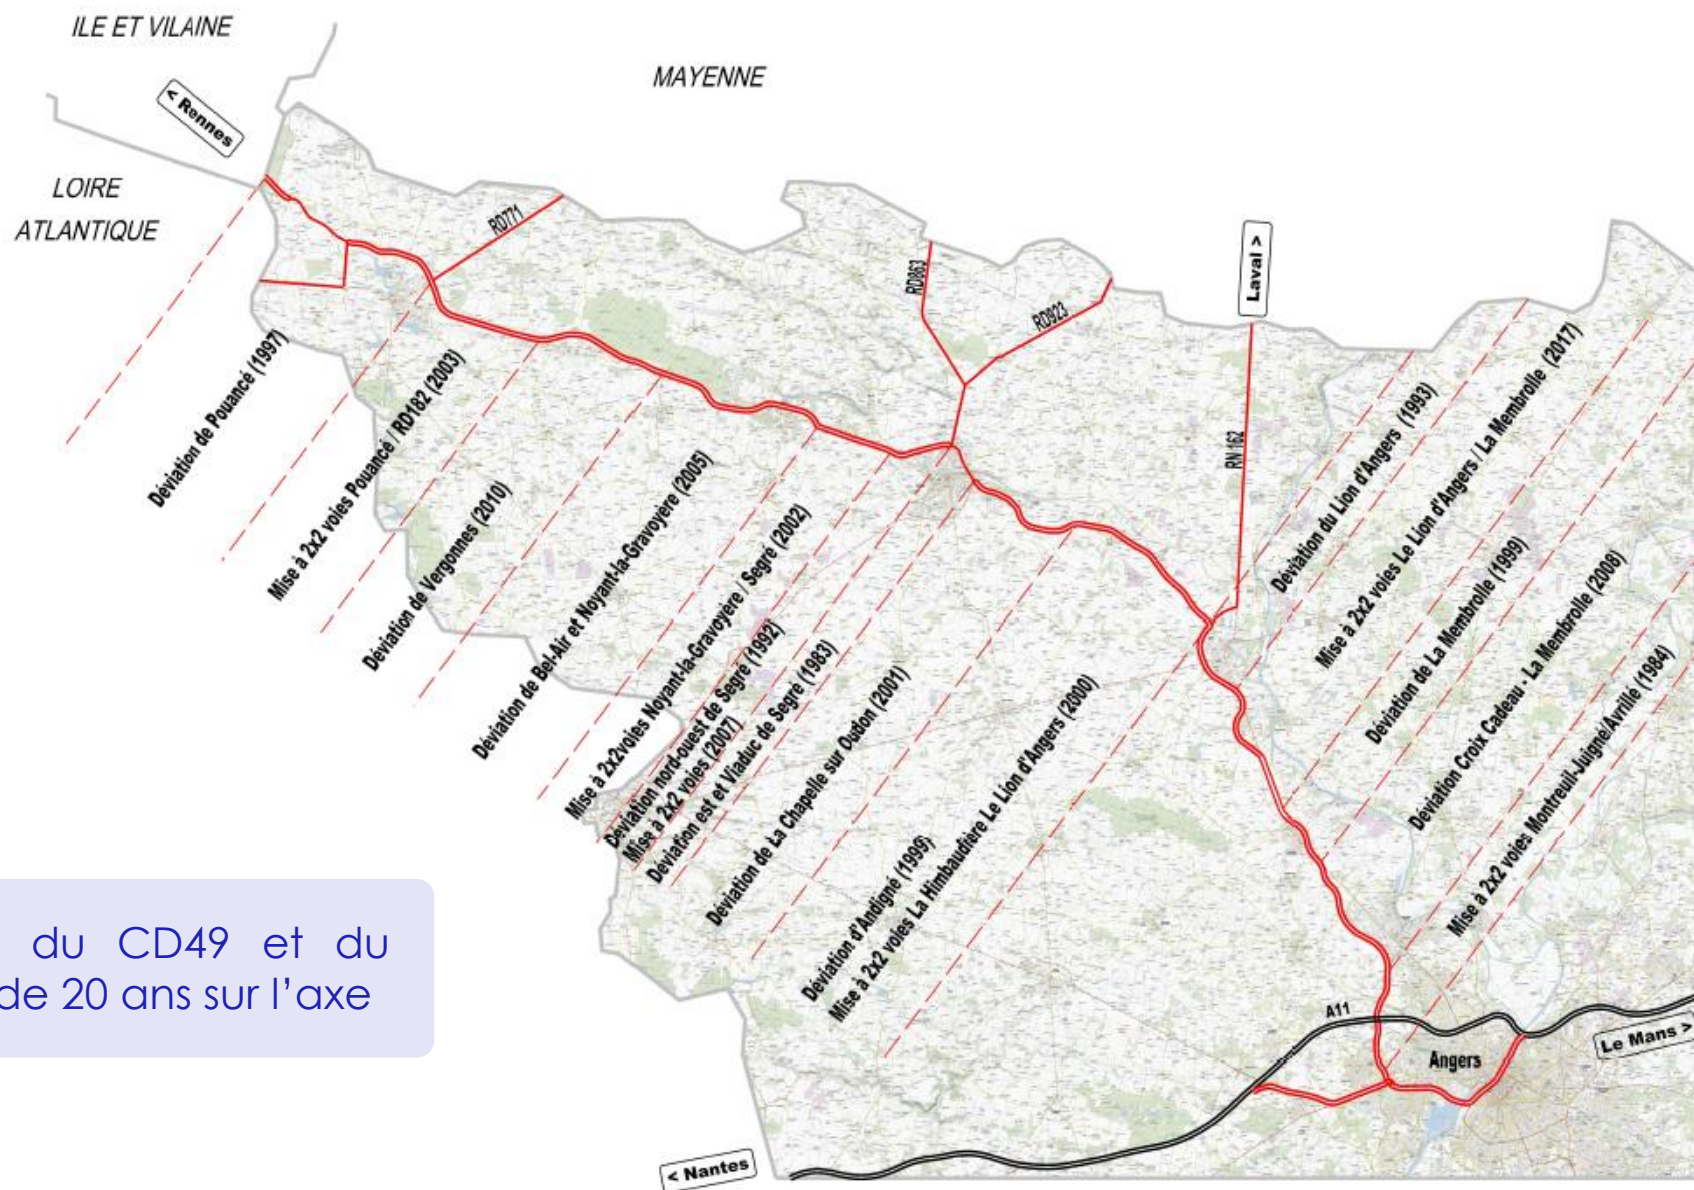 ILE ET VILAINE
MAYENNE
< Rennes
LOIRE
ATLANTIQUE
RD771
RD863
RD923
Laval >
RN 162
Déviation de Pouancé (1997)
Mise à 2x2 voies Pouancé / RD182 (2003)
Déviation de Vergonnes (2010)
Déviation de Bel-Air et Noyant-la-Gravoyère (2005)
Mise à 2x2voies Noyant-la-Gravoyère / Segré (2002)
Déviation nord-ouest de Segré (1992)
Mise à 2x2 voies (2007)
Déviation est et Viaduc de Segré (1983)
Déviation de La Chapelle sur Oudon (2001)
Déviation d'Andigné (1999)
Mise à 2x2 voies La Himbaudière Le Lion d'Angers (2000)
Déviation du Lion d'Angers (1993)
Mise à 2x2 voies Le Lion d'Angers / La Membrolle (2017)
Déviation de La Membrolle (1999)
Déviation Croix Cadeau - La Membrolle (2008)
Mise à 2x2 voies Montreuil-Juigné/Avrillé (1984)
du CD49 et du
de 20 ans sur l'axe
A11
Angers
Le Mans >
< Nantes